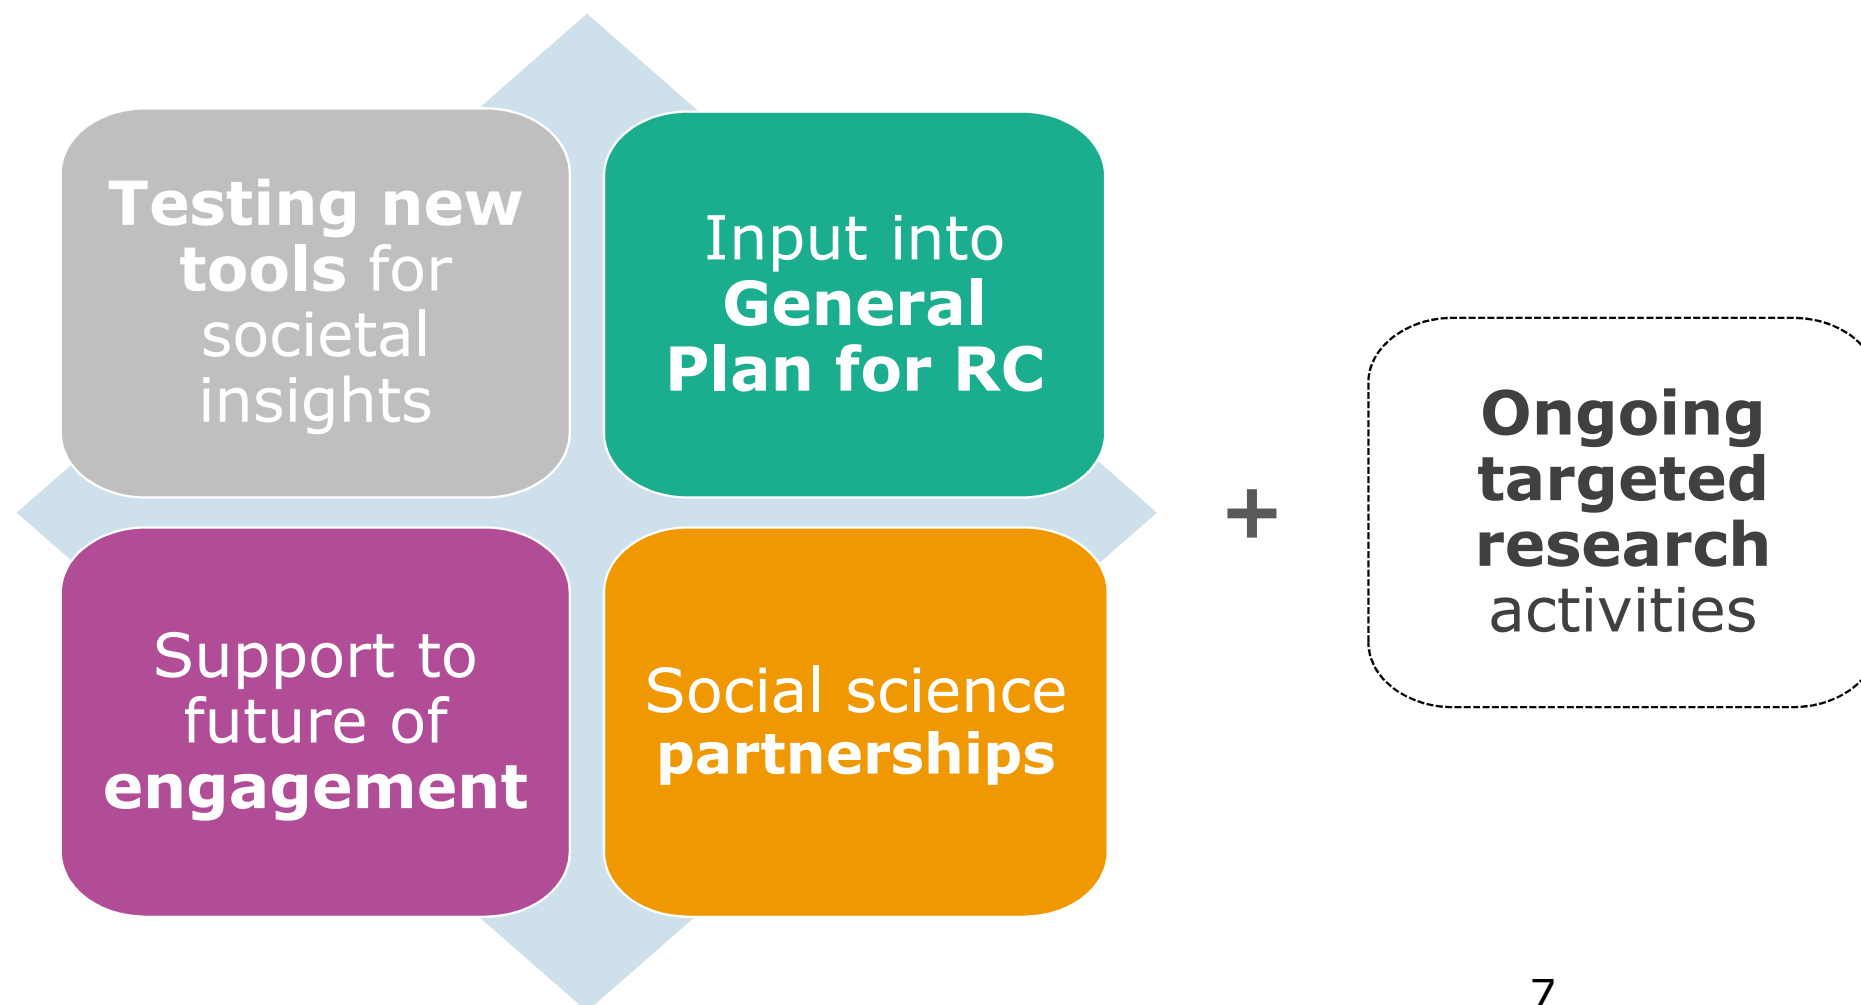 Testing new
tools for
societal
insights
Input into
General
Plan for RC
Support to
future of
engagement
Social science
partnerships
+
Ongoing
targeted
research
activities
7